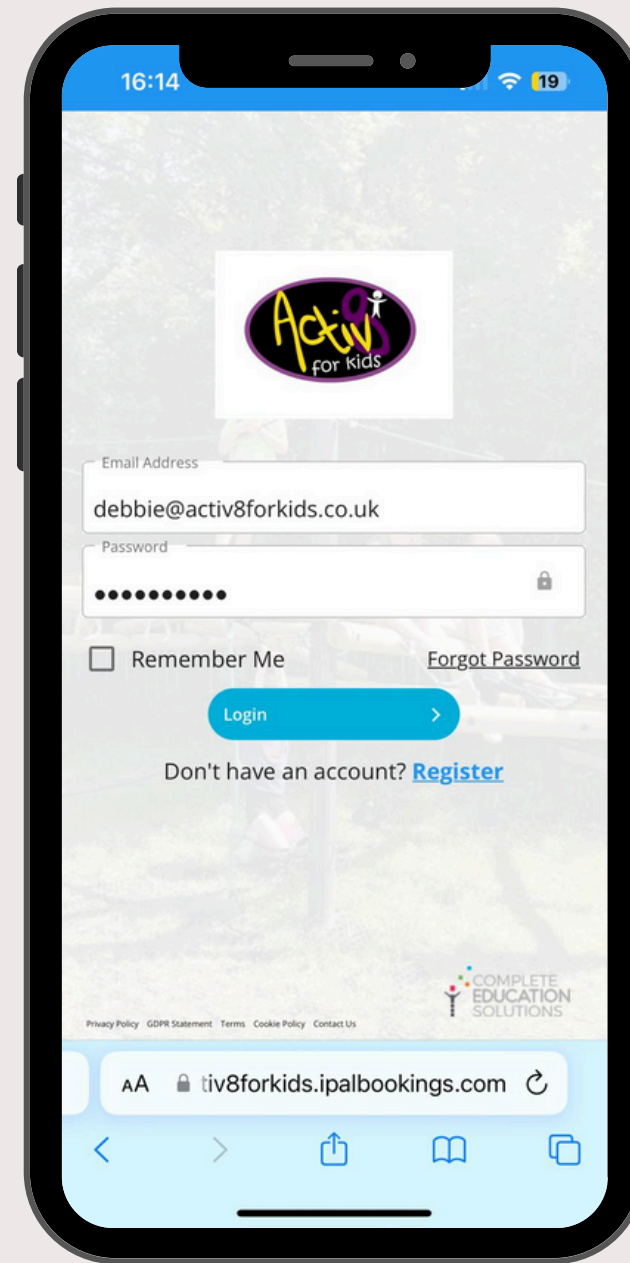 16:14
19
Activ8
for Kids
Email Address
debbie@activ8forkids.co.uk
Password
••••••••••
Remember Me
Forgot Password
Login
Don't have an account? Register
COMPLETE
EDUCATION
SOLUTIONS
Privacy Policy GDPR Statement Terms Cookie Policy Contact Us
AA
tiv8forkids.ipalbookings.com